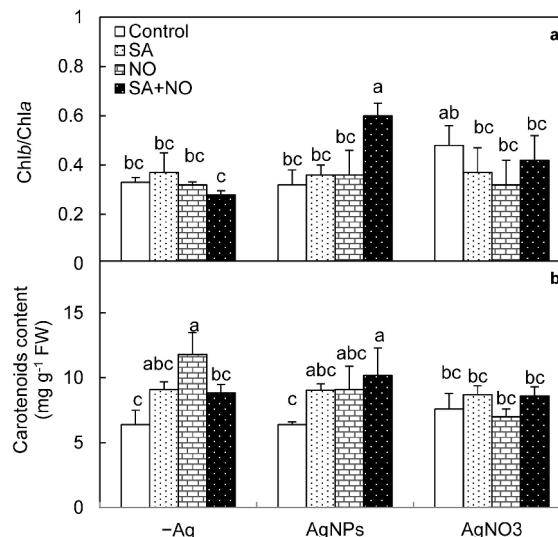 Control
SA
NO
SA+NO
a
Chlb/Chla
1
0.8
0.6
0.4
0.2
0
bc bc bc c
bc bc bc a
ab bc bc bc
b
Carotenoids content
(mg g⁻¹ FW)
15
10
5
0
c abc a bc
c abc abc a
bc bc bc bc
−Ag AgNPs AgNO3